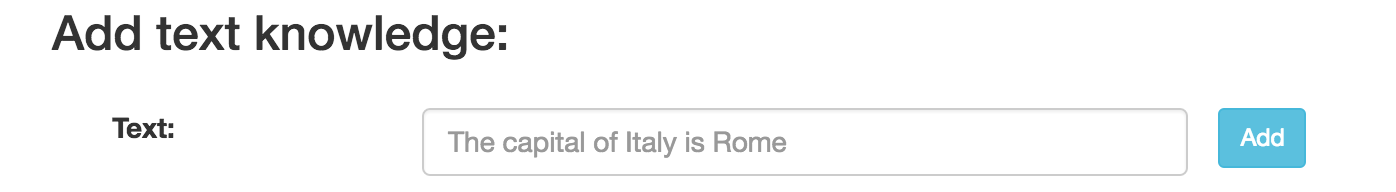 Add text knowledge:
Text: The capital of Italy is Rome Add